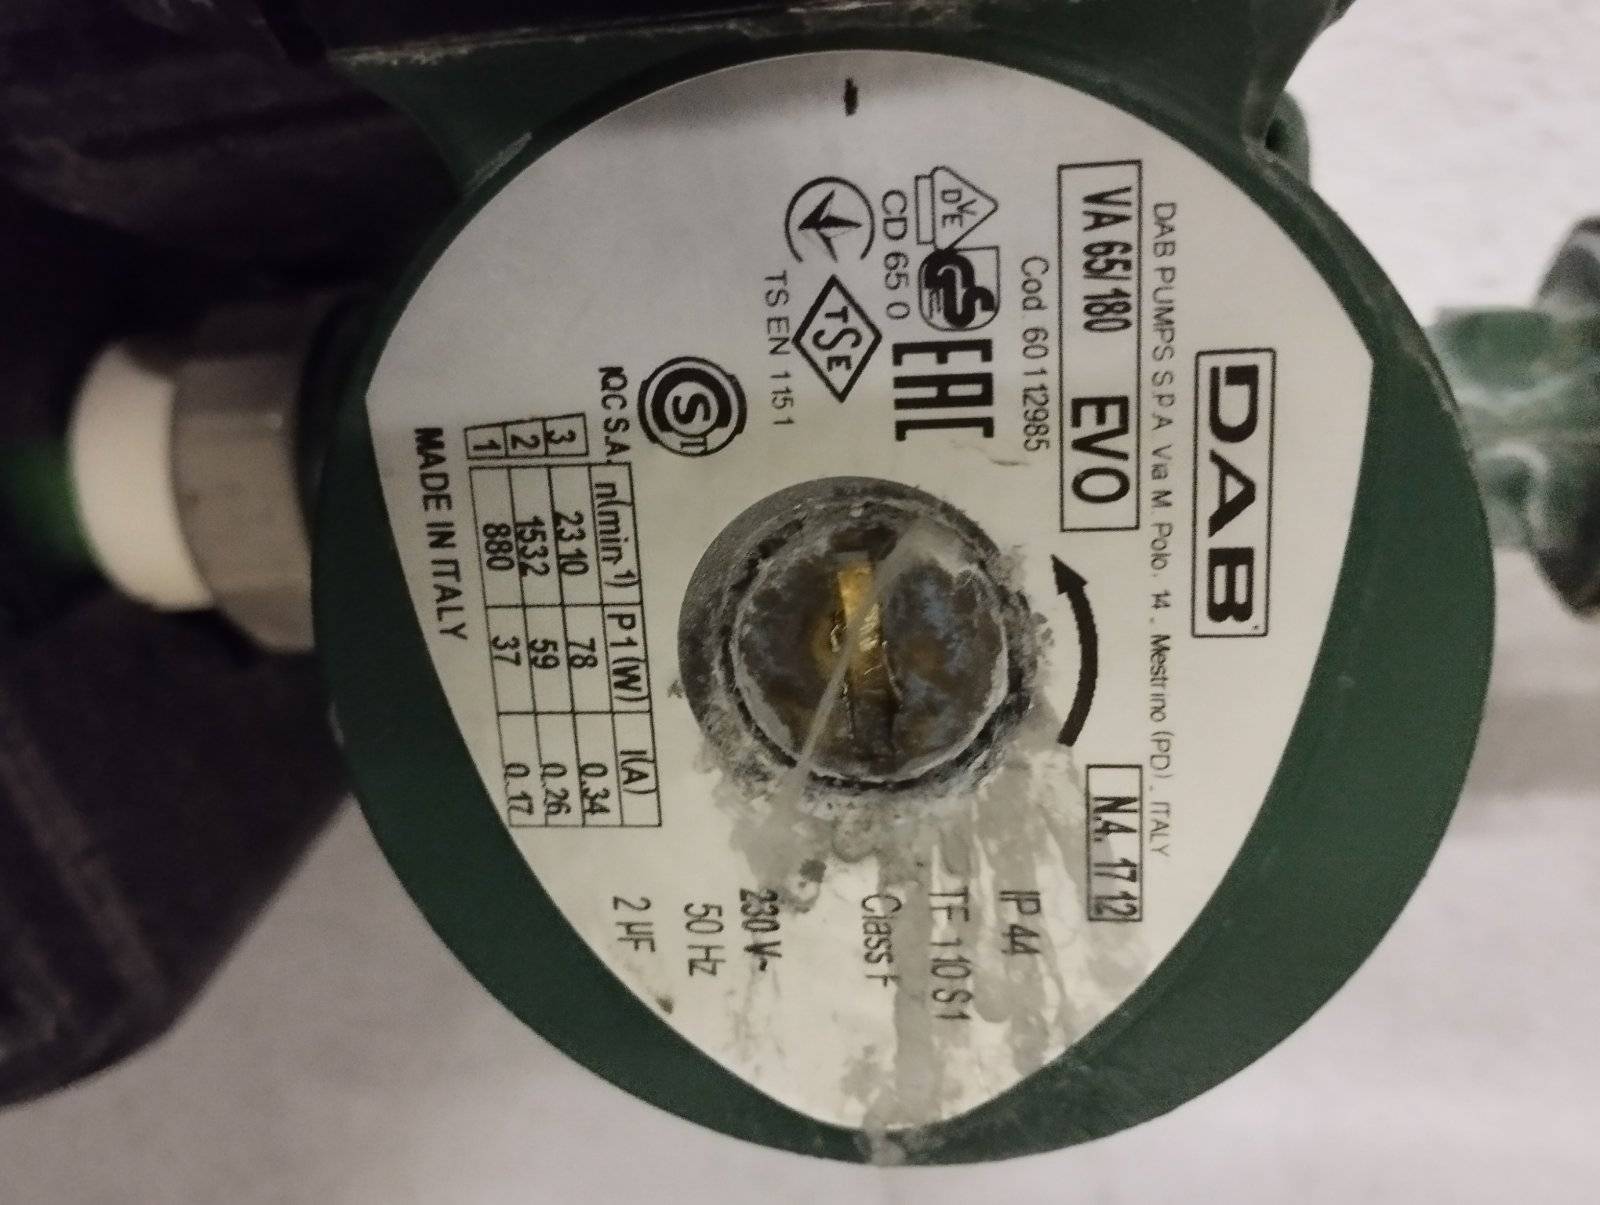 DAB
DAB PUMPS S.P.A. Via M. Polo, 14 - Mestrino (PD) - ITALY
VA 65/180 EVO
N.4. 17 12
Cod. 60112985
IP 44
DVE
GS
EAC
TF 110 S1
CD 65 0
Class F
TSE
TS EN 1151
230 V~
50 Hz
S
IQC S.A.
2 µF
n(min-1) P1(W) I(A)
3 2310 78 0.34
2 1532 59 0.26
1 880 37 0.17
MADE IN ITALY